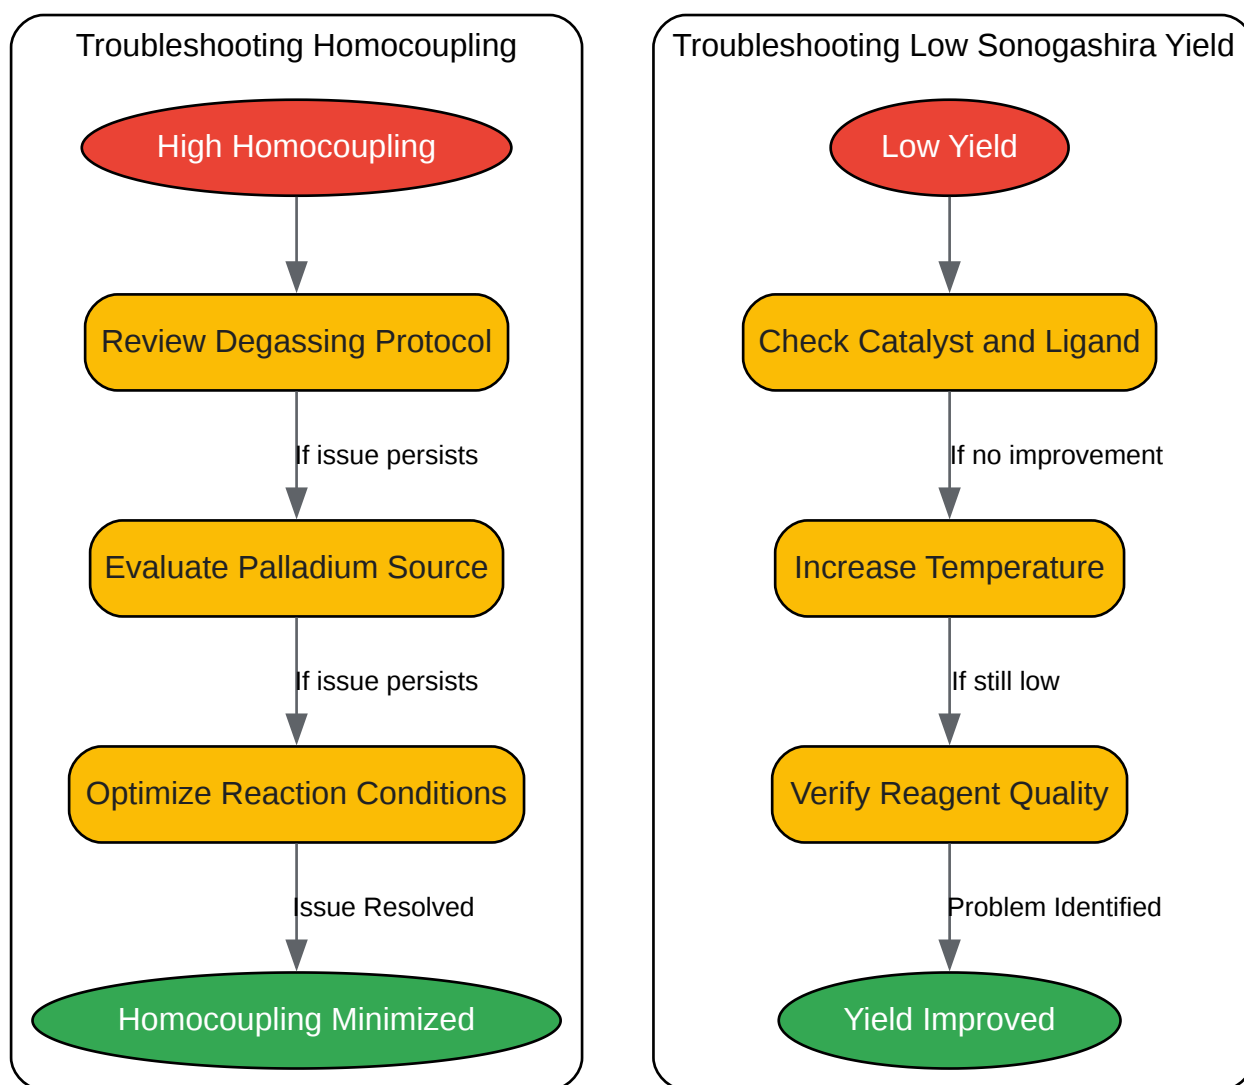 Troubleshooting Homocoupling
High Homocoupling
Review Degassing Protocol
If issue persists
Evaluate Palladium Source
If issue persists
Optimize Reaction Conditions
Issue Resolved
Homocoupling Minimized
Troubleshooting Low Sonogashira Yield
Low Yield
Check Catalyst and Ligand
If no improvement
Increase Temperature
If still low
Verify Reagent Quality
Problem Identified
Yield Improved